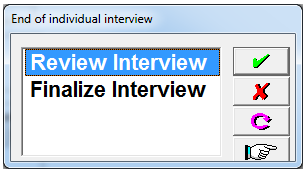 End of individual interview
Review Interview
Finalize Interview